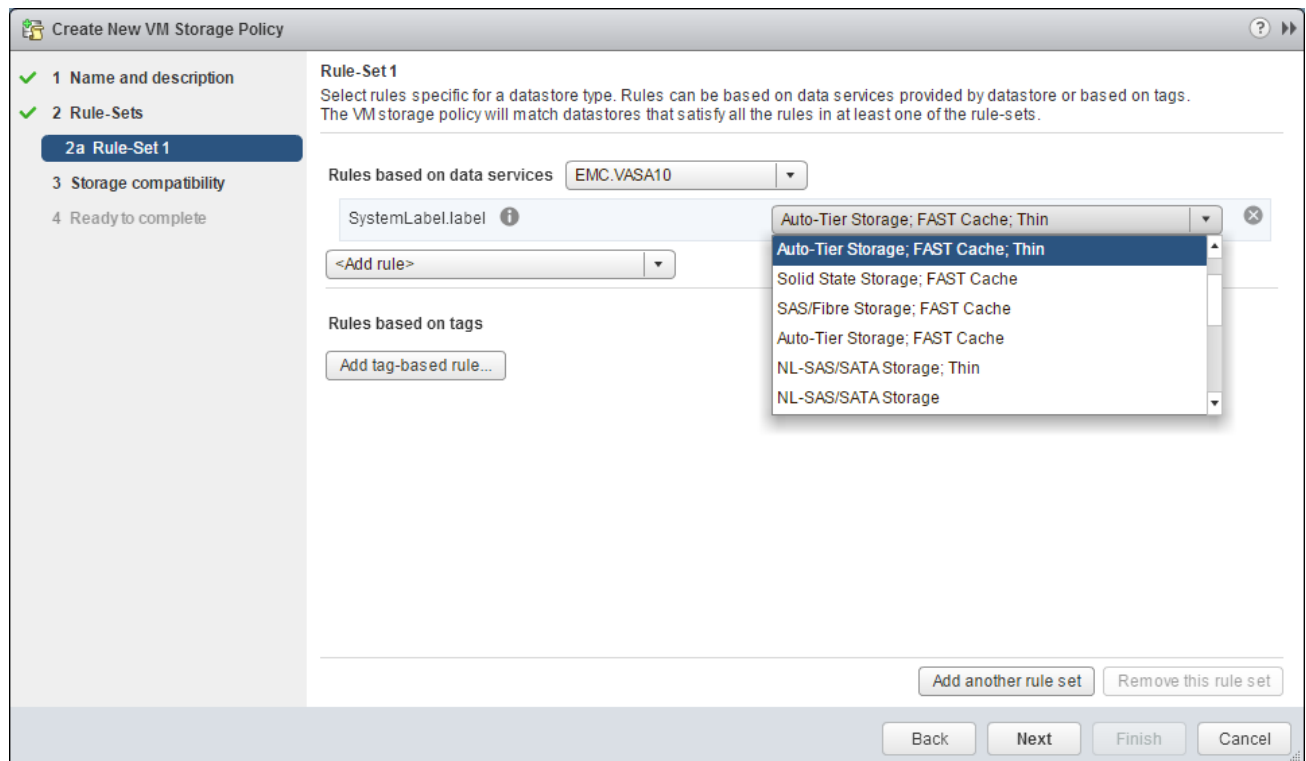 Create New VM Storage Policy
?
1 Name and description
2 Rule-Sets
2a Rule-Set 1
3 Storage compatibility
4 Ready to complete
Rule-Set 1
Select rules specific for a datastore type. Rules can be based on data services provided by datastore or based on tags.
The VM storage policy will match datastores that satisfy all the rules in at least one of the rule-sets.
Rules based on data services EMC.VASA10
SystemLabel.label Auto-Tier Storage; FAST Cache; Thin
<Add rule>
Auto-Tier Storage; FAST Cache; Thin
Solid State Storage; FAST Cache
SAS/Fibre Storage; FAST Cache
Auto-Tier Storage; FAST Cache
NL-SAS/SATA Storage; Thin
NL-SAS/SATA Storage
Rules based on tags
Add tag-based rule...
Add another rule set Remove this rule set
Back Next Finish Cancel